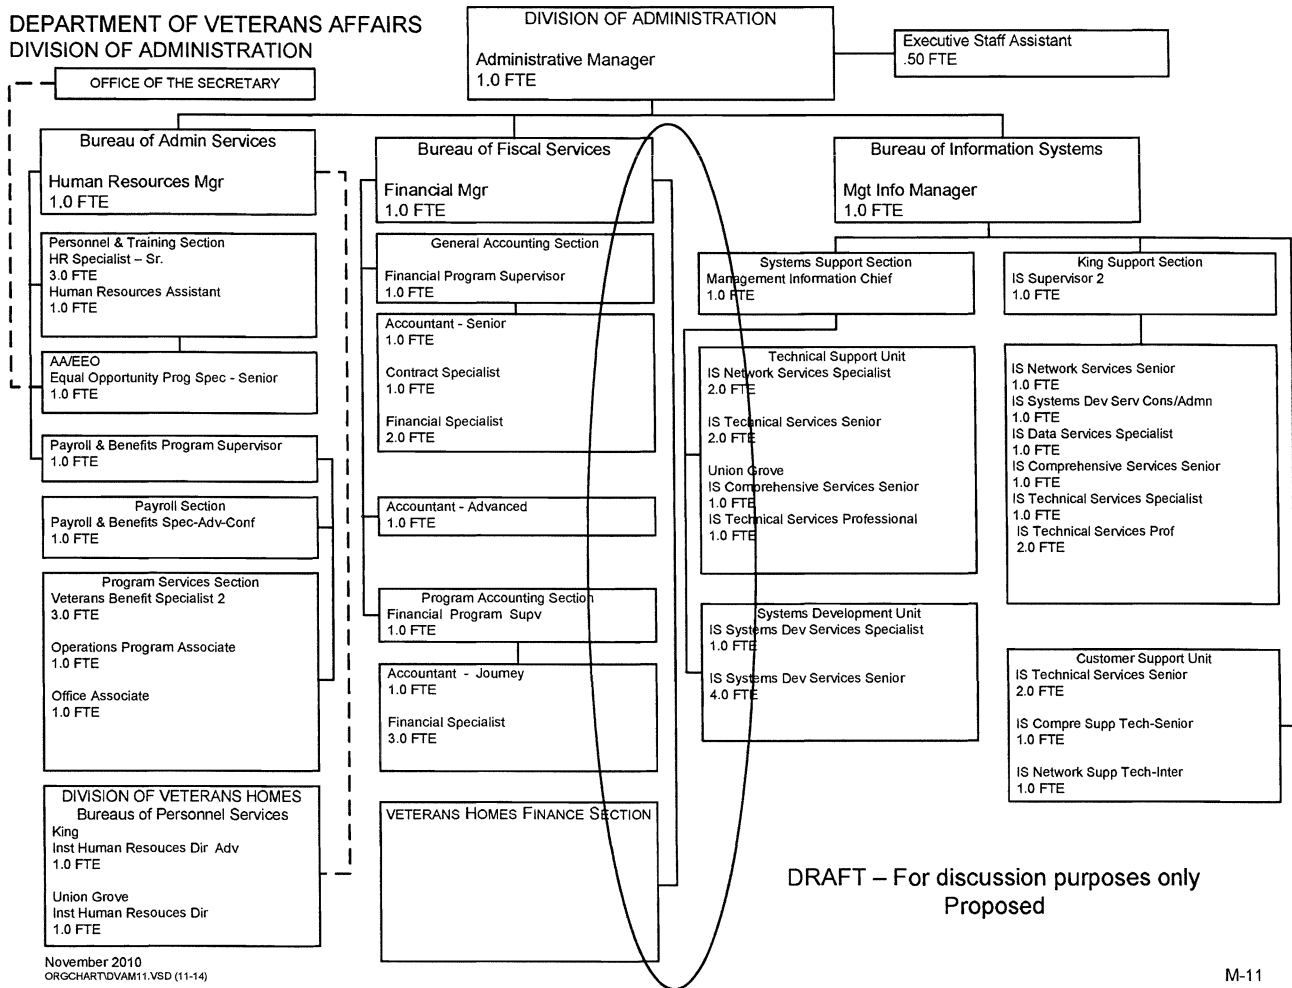 DEPARTMENT OF VETERANS AFFAIRS
DIVISION OF ADMINISTRATION
OFFICE OF THE SECRETARY
DIVISION OF ADMINISTRATION
Administrative Manager
1.0 FTE
Executive Staff Assistant
.50 FTE
Bureau of Admin Services
Human Resources Mgr
1.0 FTE
Personnel & Training Section
HR Specialist – Sr.
3.0 FTE
Human Resources Assistant
1.0 FTE
AA/EEO
Equal Opportunity Prog Spec - Senior
1.0 FTE
Payroll & Benefits Program Supervisor
1.0 FTE
Payroll Section
Payroll & Benefits Spec-Adv-Conf
1.0 FTE
Program Services Section
Veterans Benefit Specialist 2
3.0 FTE
Operations Program Associate
1.0 FTE
Office Associate
1.0 FTE
DIVISION OF VETERANS HOMES
Bureaus of Personnel Services
King
Inst Human Resouces Dir Adv
1.0 FTE
Union Grove
Inst Human Resouces Dir
1.0 FTE
Bureau of Fiscal Services
Financial Mgr
1.0 FTE
General Accounting Section
Financial Program Supervisor
1.0 FTE
Accountant - Senior
1.0 FTE
Contract Specialist
1.0 FTE
Financial Specialist
2.0 FTE
Accountant - Advanced
1.0 FTE
Program Accounting Section
Financial Program Supv
1.0 FTE
Accountant - Journey
1.0 FTE
Financial Specialist
3.0 FTE
VETERANS HOMES FINANCE SECTION
Bureau of Information Systems
Mgt Info Manager
1.0 FTE
Systems Support Section
Management Information Chief
1.0 FTE
Technical Support Unit
IS Network Services Specialist
2.0 FTE
IS Technical Services Senior
2.0 FTE
Union Grove
IS Comprehensive Services Senior
1.0 FTE
IS Technical Services Professional
1.0 FTE
Systems Development Unit
IS Systems Dev Services Specialist
1.0 FTE
IS Systems Dev Services Senior
4.0 FTE
King Support Section
IS Supervisor 2
1.0 FTE
IS Network Services Senior
1.0 FTE
IS Systems Dev Serv Cons/Admn
1.0 FTE
IS Data Services Specialist
1.0 FTE
IS Comprehensive Services Senior
1.0 FTE
IS Technical Services Specialist
1.0 FTE
IS Technical Services Prof
2.0 FTE
Customer Support Unit
IS Technical Services Senior
2.0 FTE
IS Compre Supp Tech-Senior
1.0 FTE
IS Network Supp Tech-Inter
1.0 FTE
DRAFT – For discussion purposes only
Proposed
November 2010
ORGCHART\DVAM11.VSD (11-14)
M-11